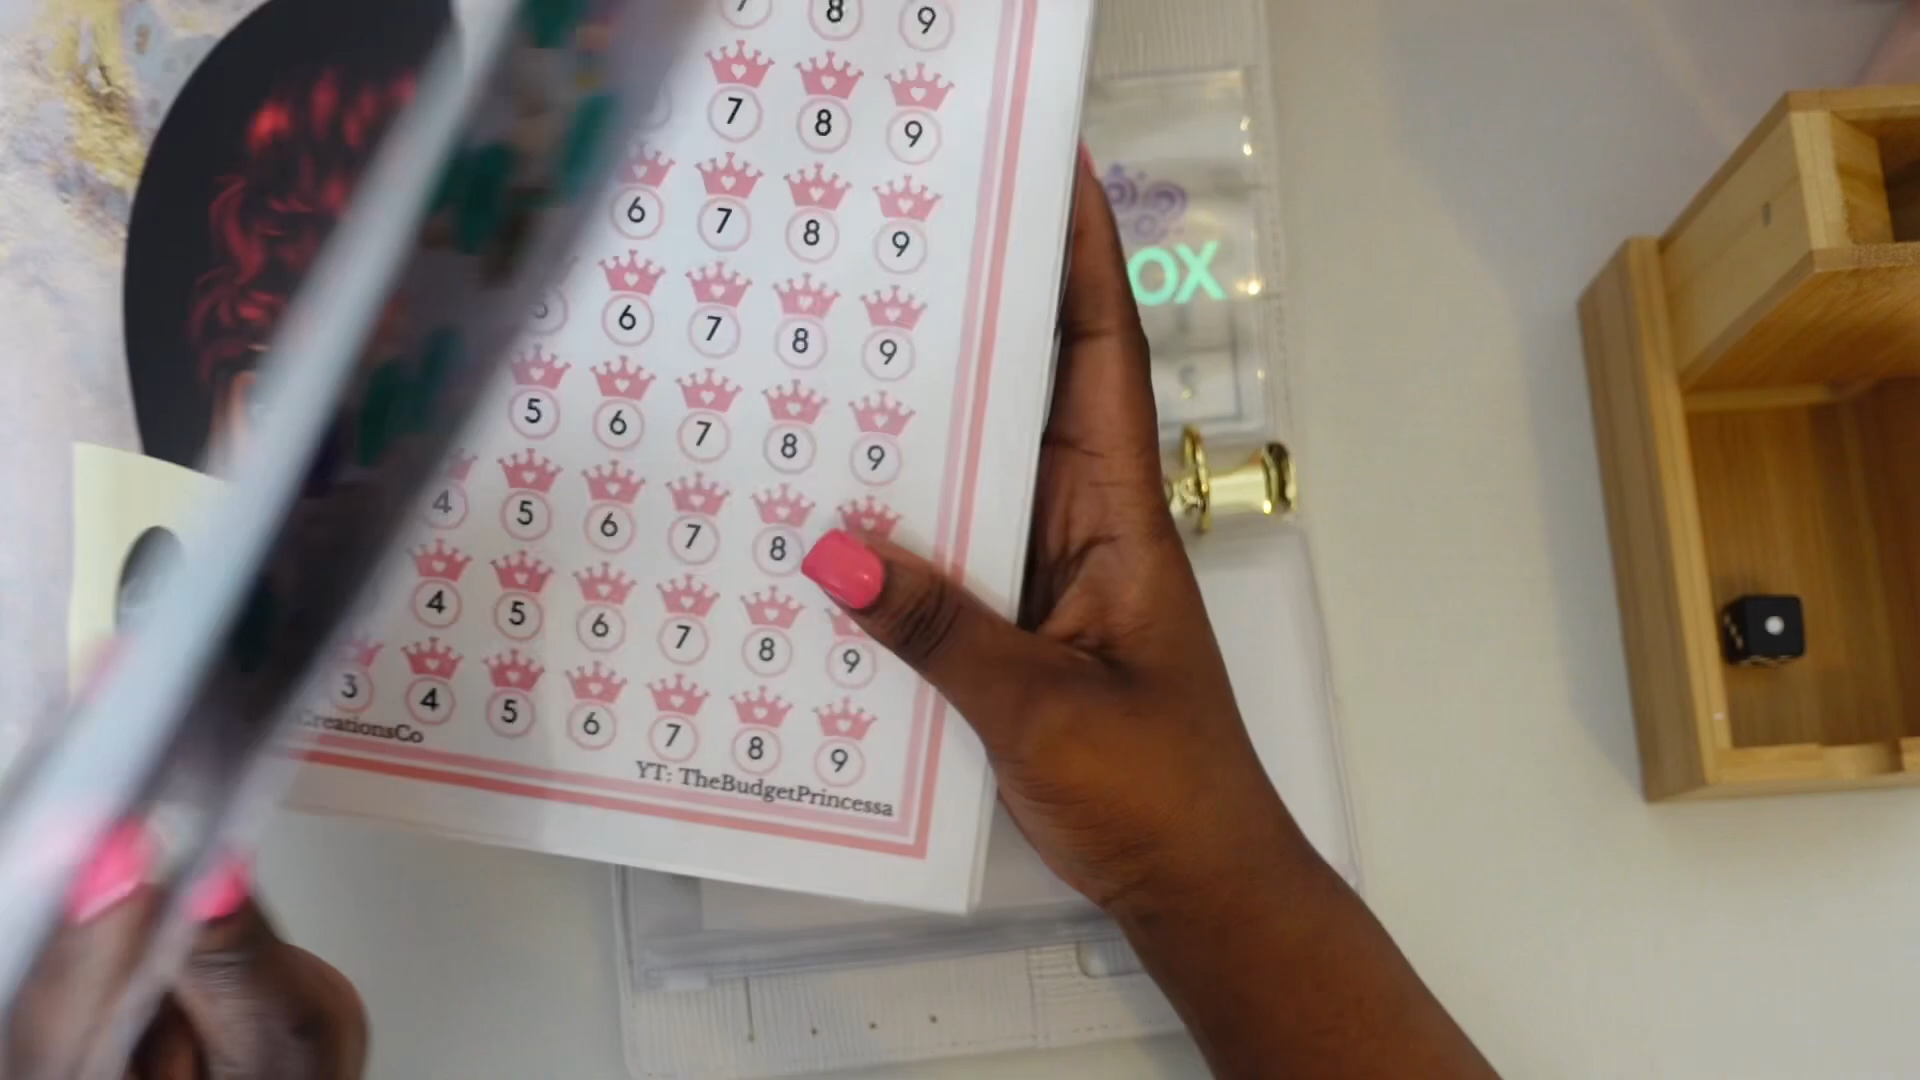 7 8 9
7 8 9
6 7 8 9
6 7 8 9
5 6 7 8 9
4 5 6 7 8
4 5 6 7 8 9
3 4 5 6 7 8 9
CreationsCo
YT: TheBudgetPrincessa
OX